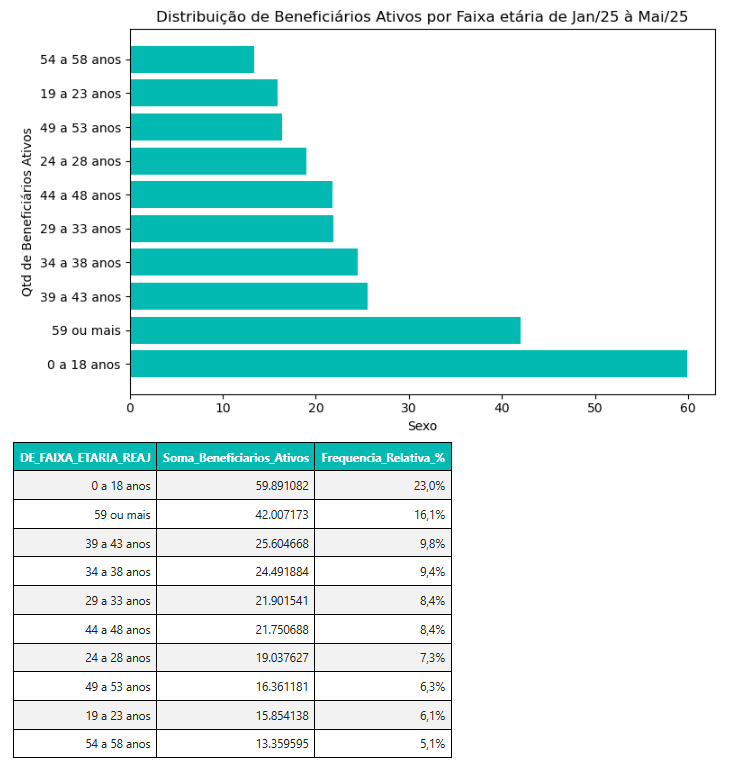 Distribuição de Beneficiários Ativos por Faixa etária de Jan/25 à Mai/25
Qtd de Beneficiários Ativos
54 a 58 anos
19 a 23 anos
49 a 53 anos
24 a 28 anos
44 a 48 anos
29 a 33 anos
34 a 38 anos
39 a 43 anos
59 ou mais
0 a 18 anos
0 10 20 30 40 50 60
Sexo
DE_FAIXA_ETARIA_REAJ Soma_Beneficiarios_Ativos Frequencia_Relativa_%
0 a 18 anos 59.891082 23,0%
59 ou mais 42.007173 16,1%
39 a 43 anos 25.604668 9,8%
34 a 38 anos 24.491884 9,4%
29 a 33 anos 21.901541 8,4%
44 a 48 anos 21.750688 8,4%
24 a 28 anos 19.037627 7,3%
49 a 53 anos 16.361181 6,3%
19 a 23 anos 15.854138 6,1%
54 a 58 anos 13.359595 5,1%